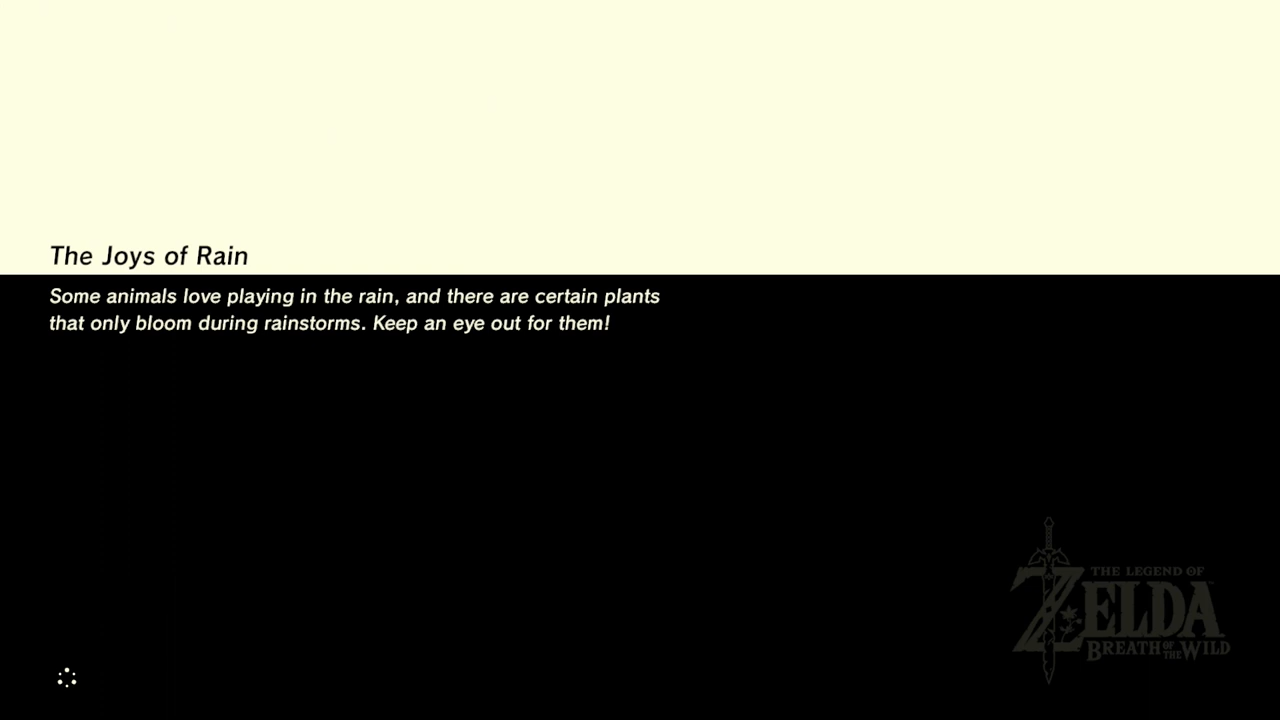 The Joys of Rain
Some animals love playing in the rain, and there are certain plants
that only bloom during rainstorms. Keep an eye out for them!
THE LEGEND OF
ZELDA
BREATH OF THE WILD